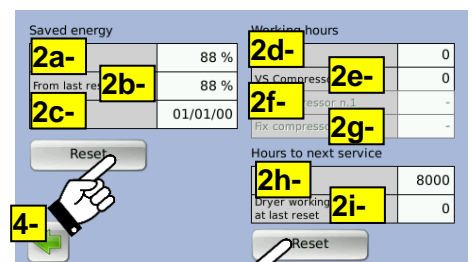 Saved energy
2a- 88 %
From last res 2b- 88 %
2c- 01/01/00
Reset
4-
Working hours
2d- 0
VS Compresso 2e- 0
2f- essor n.1 -
Fix compresso 2g- -
Hours to next service
2h- 8000
Dryer working
at last reset 2i- 0
Reset